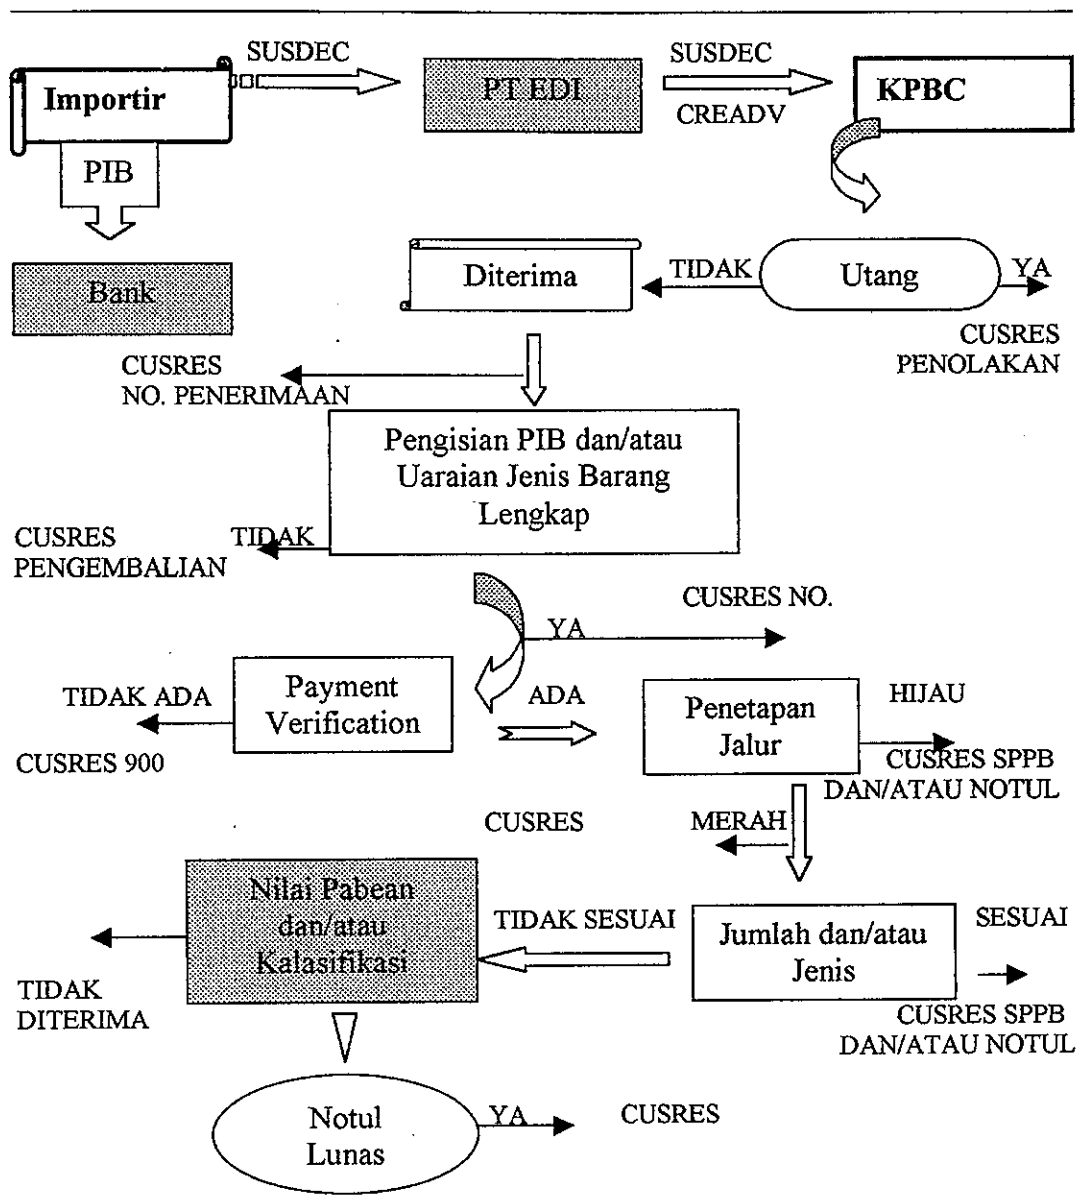 SUSDEC
SUSDEC
Importir
PT EDI
KPBC
CREADV
PIB
Diterima
TIDAK
Utang
YA
Bank
CUSRES
PENOLAKAN
CUSRES
NO. PENERIMAAN
Pengisian PIB dan/atau
Uaraian Jenis Barang
Lengkap
CUSRES
PENGEMBALIAN
TIDAK
CUSRES NO.
YA
TIDAK ADA
Payment
Verification
ADA
Penetapan
Jalur
HIJAU
CUSRES 900
CUSRES SPPB
DAN/ATAU NOTUL
CUSRES
MERAH
Nilai Pabean
dan/atau
Kalasifikasi
TIDAK SESUAI
Jumlah dan/atau
Jenis
SESUAI
TIDAK
DITERIMA
CUSRES SPPB
DAN/ATAU NOTUL
Notul
Lunas
YA
CUSRES